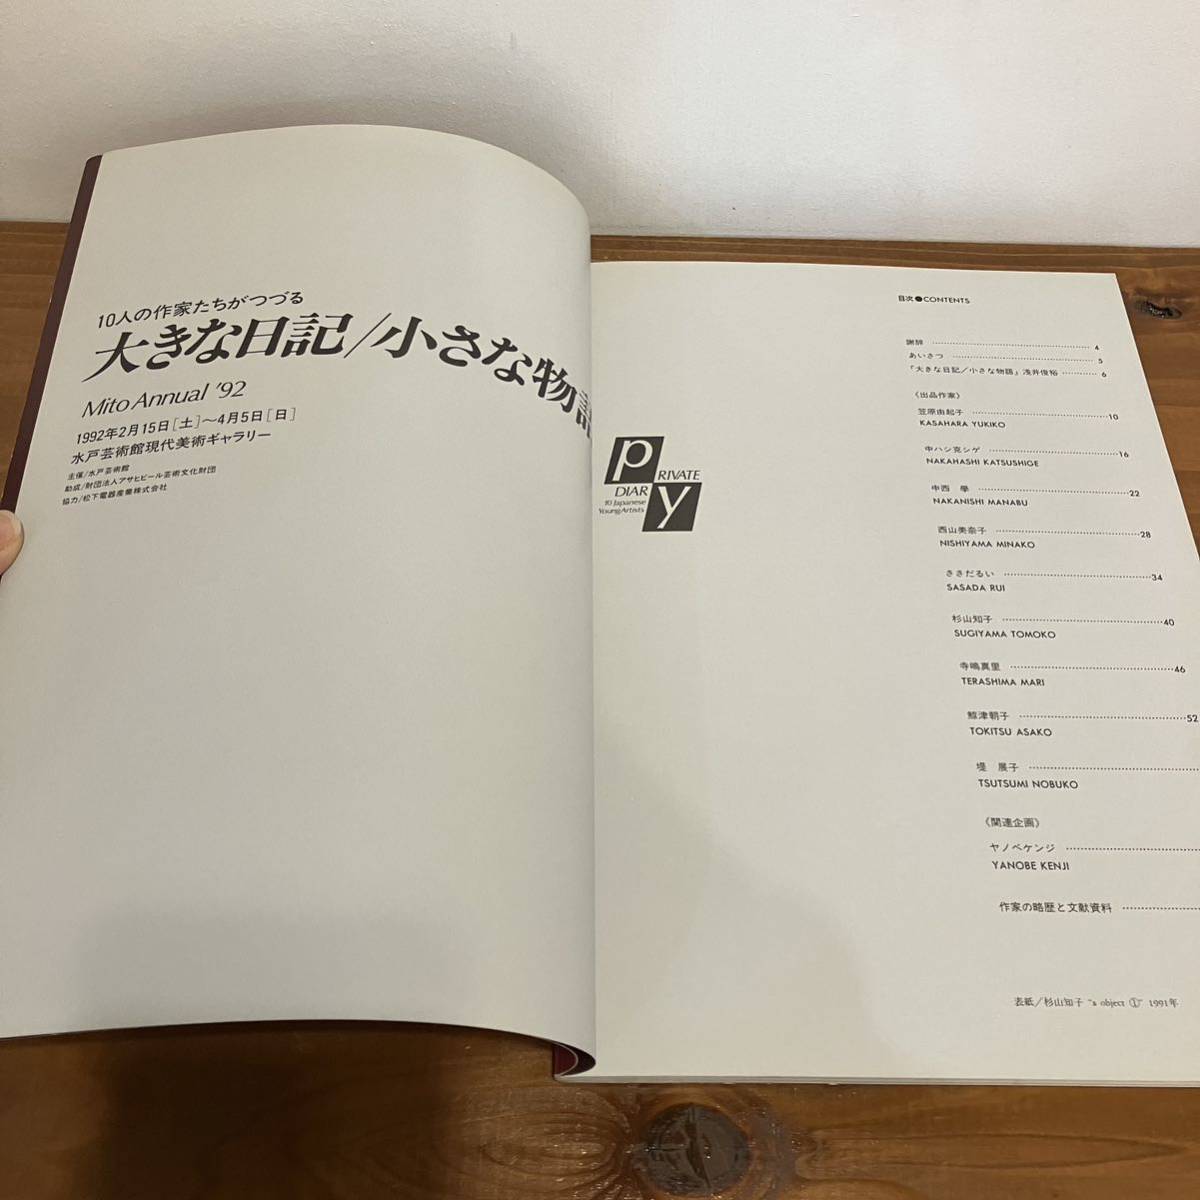 10人の作家たちがつづる
大きな日記/小さな物語
Mito Annual '92
1992年2月15日[土]〜4月5日[日]
水戸芸術館現代美術ギャラリー
主催/水戸芸術館
助成/財団法人アサヒビール芸術文化財団
協力/松下電器産業株式会社
PRIVATE
DIARY
10 Japanese
Young Artists
目次●CONTENTS
謝辞 4
あいさつ 5
「大きな日記/小さな物語」浅井俊裕 6
〈出品作家〉
笠原由起子 10
KASAHARA YUKIKO
中ハシ克シゲ 16
NAKAHASHI KATSUSHIGE
中西 學 22
NAKANISHI MANABU
西山美奈子 28
NISHIYAMA MINAKO
ささだるい 34
SASADA RUI
杉山知子 40
SUGIYAMA TOMOKO
寺嶋真里 46
TERASHIMA MARI
鯨津朝子 52
TOKITSU ASAKO
堤 展子
TSUTSUMI NOBUKO
〈関連企画〉
ヤノベケンジ
YANOBE KENJI
作家の略歴と文献資料
表紙/杉山知子 "a object ①" 1991年